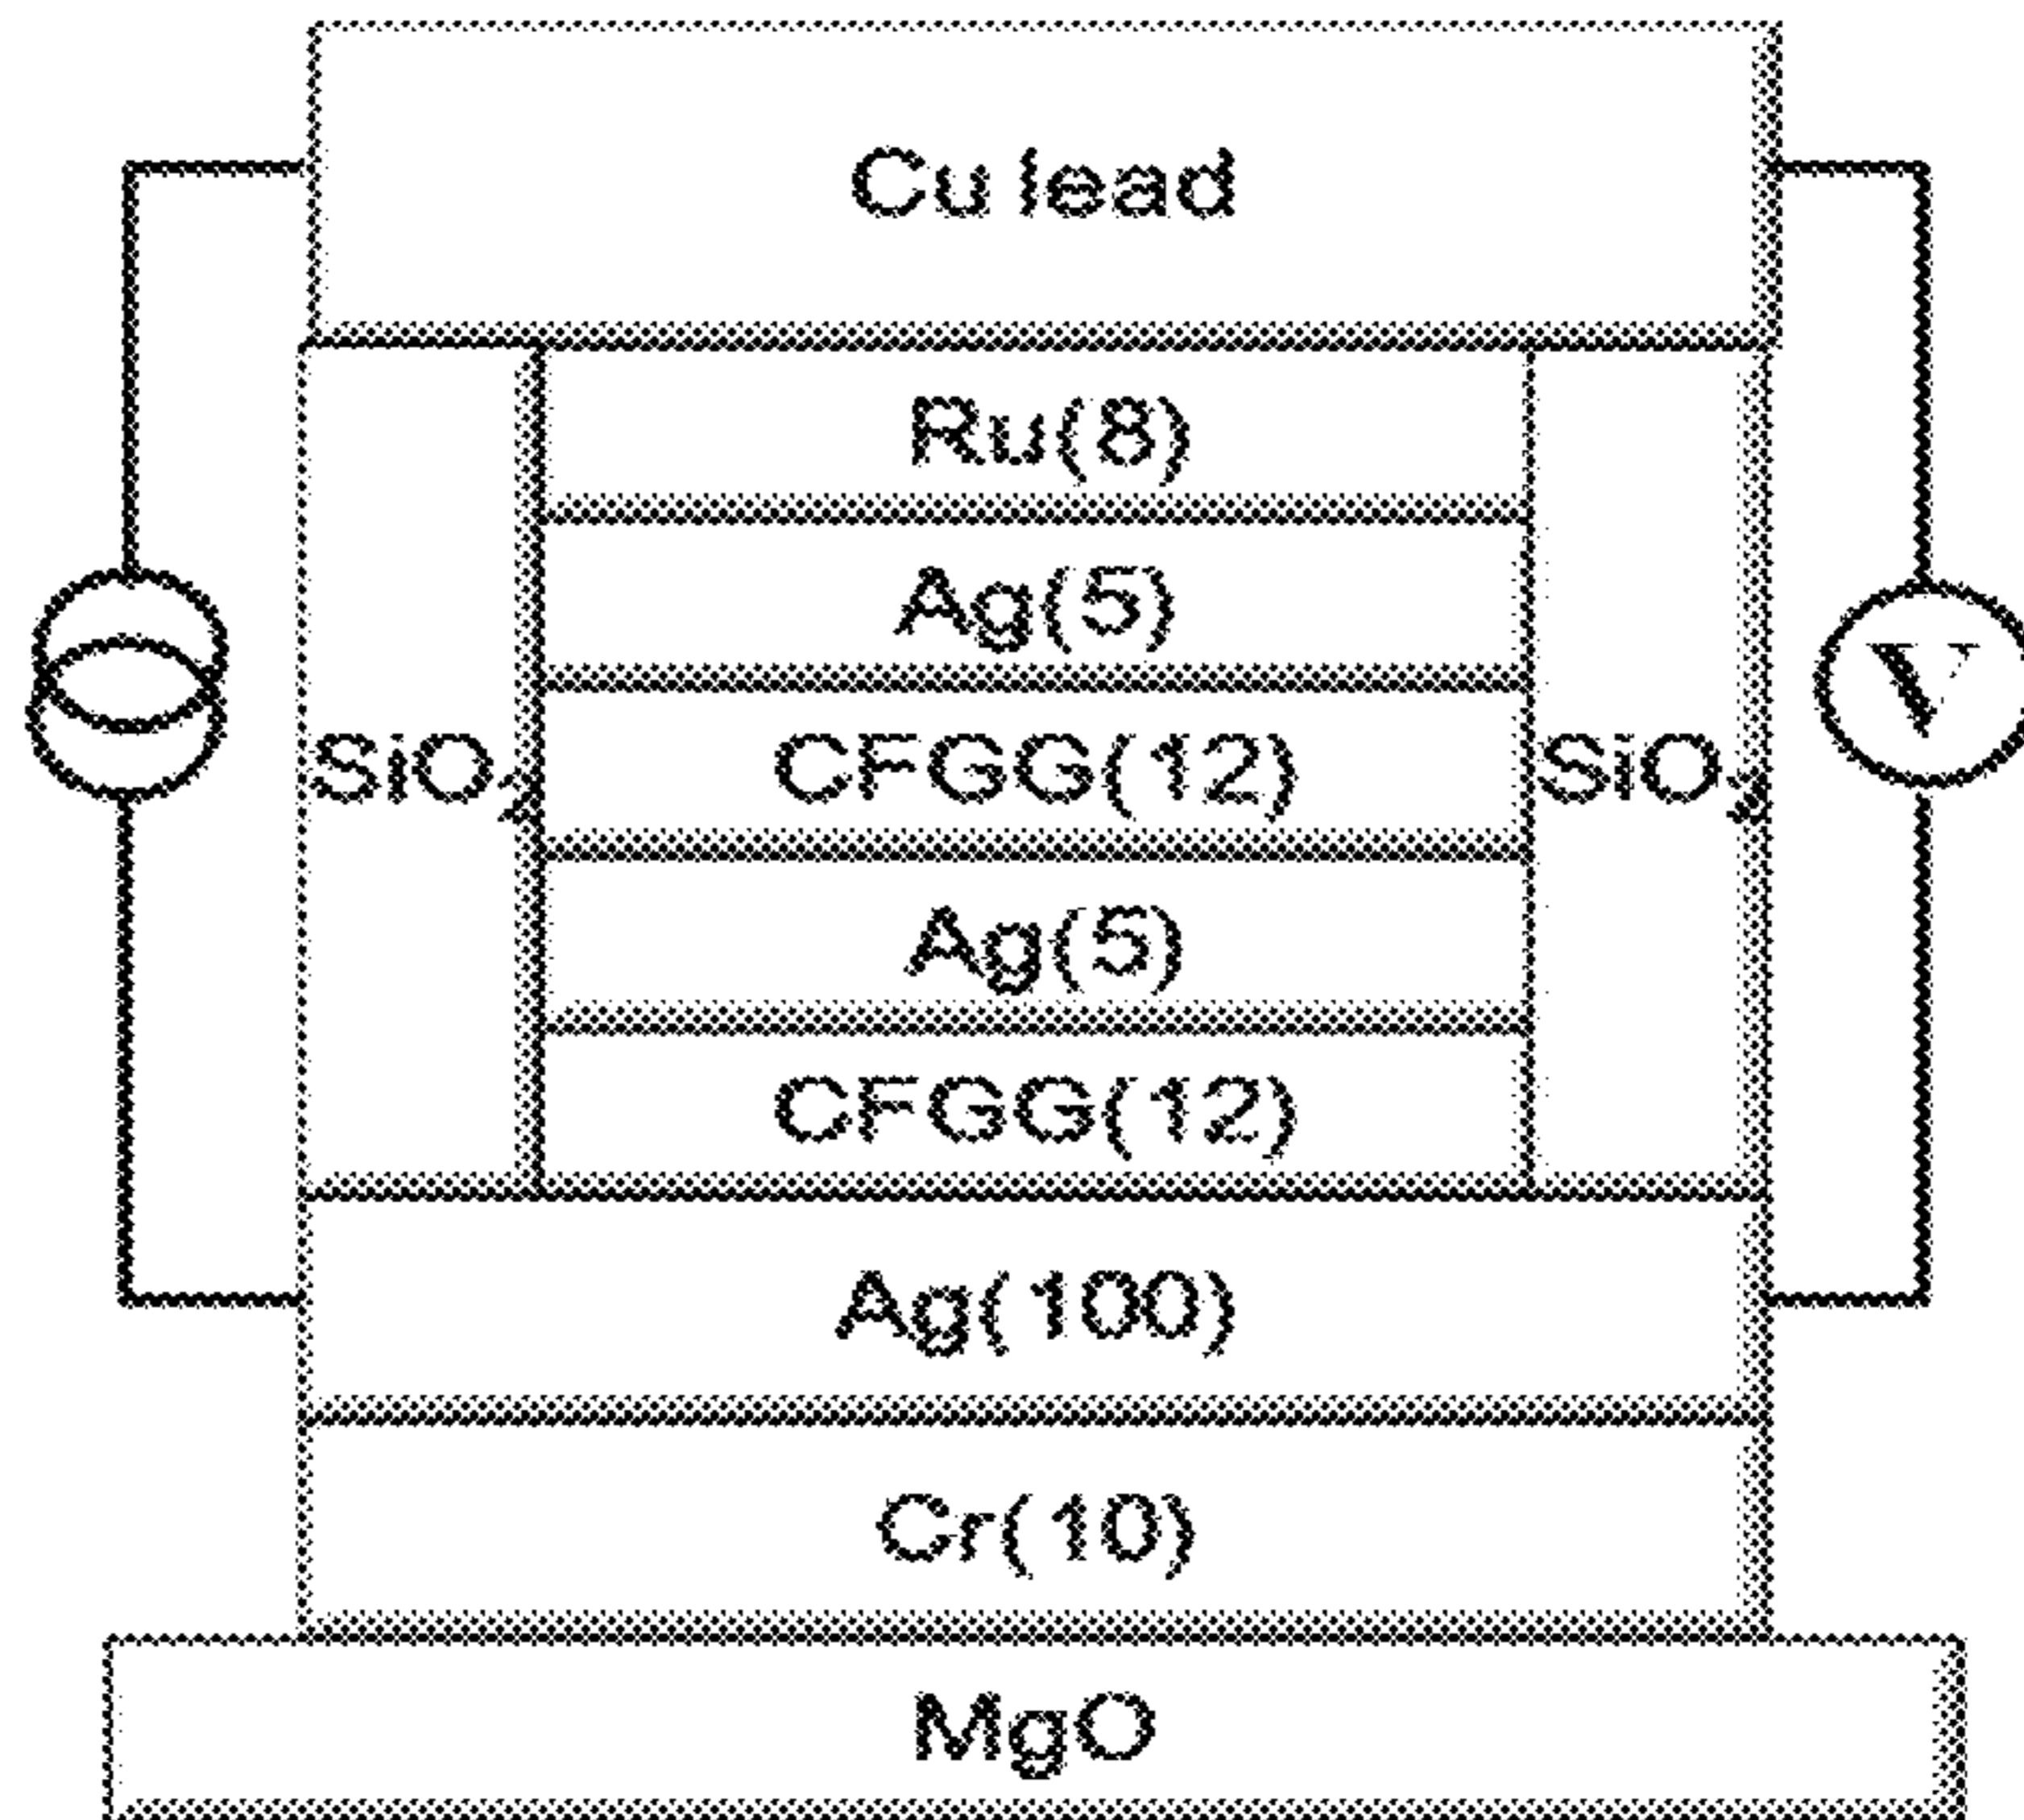 Cu lead
Ru(8)
Ag(5)
SiO₂ CFGG(12) SiO₂ V
Ag(5)
CFGG(12)
Ag(100)
Cr(10)
MgO